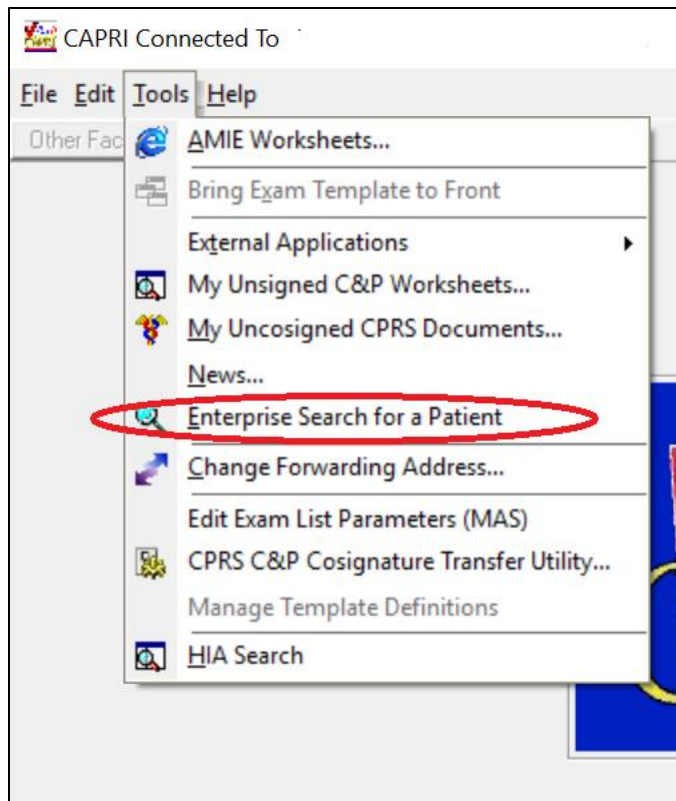 CAPRI Connected To
File Edit Tools Help
Other Fac
AMIE Worksheets...
Bring Exam Template to Front
External Applications
My Unsigned C&P Worksheets...
My Uncosigned CPRS Documents...
News...
Enterprise Search for a Patient
Change Forwarding Address...
Edit Exam List Parameters (MAS)
CPRS C&P Cosignature Transfer Utility...
Manage Template Definitions
HIA Search